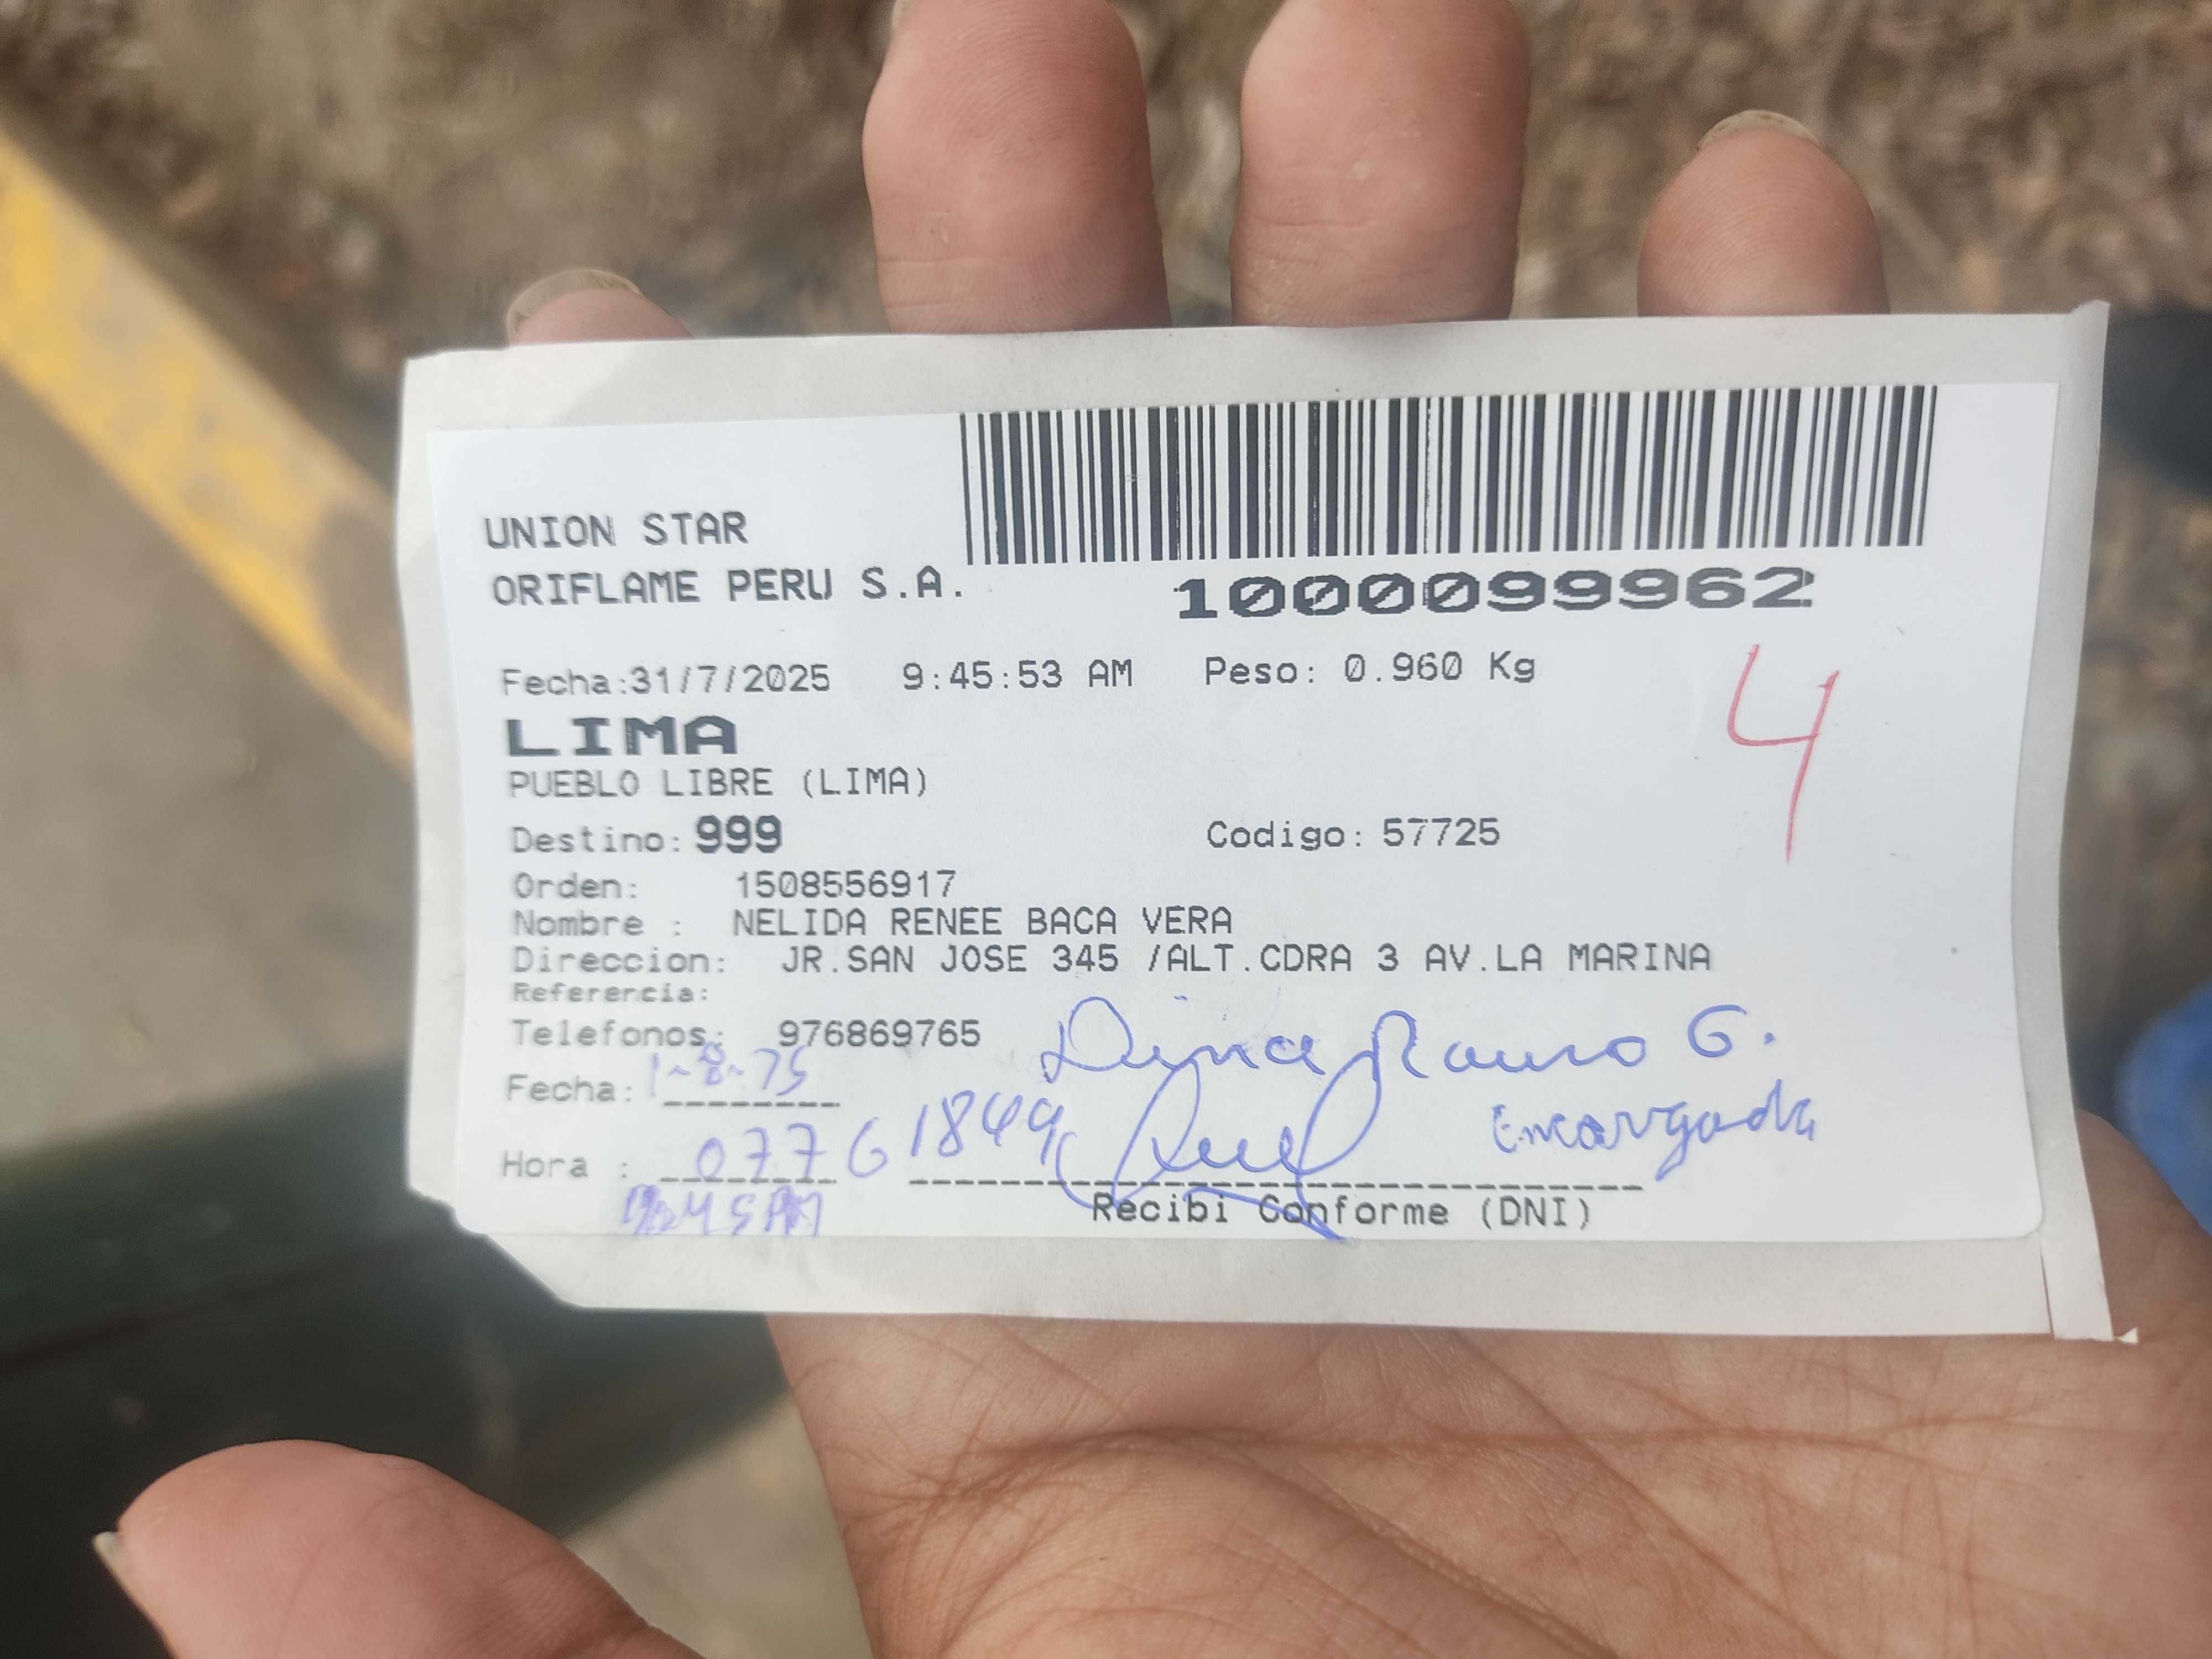 UNION STAR
ORIFLAME PERU S.A.
1000099962
Fecha:31/7/2025 9:45:53 AM Peso: 0.960 Kg
4
LIMA
PUEBLO LIBRE (LIMA)
Destino: 999 Codigo: 57725
Orden: 1508556917
Nombre : NELIDA RENEE BACA VERA
Direccion: JR.SAN JOSE 345 /ALT.CDRA 3 AV.LA MARINA
Referencia:
Telefonos: 976869765
Dina G.
Fecha:
Encargada
Hora : 07761849
Recibi Conforme (DNI)